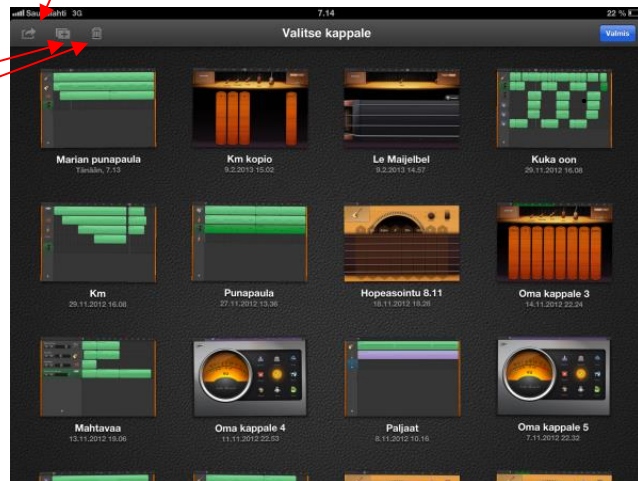 Saunalahti 3G 7.14 22 %
Valitse kappale Valmis
Marian punapaula Km kopio Le Maijelbel Kuka oon
Tänään, 7.13 9.2.2013 15.02 9.2.2013 14.57 29.11.2012 16.08
Km Punapaula Hopeasointu 8.11 Oma kappale 3
29.11.2012 16.08 27.11.2012 13.36 18.11.2012 18.26 14.11.2012 22.24
Mahtavaa Oma kappale 4 Paljaat Oma kappale 5
13.11.2012 19.06 11.11.2012 22.53 8.11.2012 10.16 7.11.2012 22.32